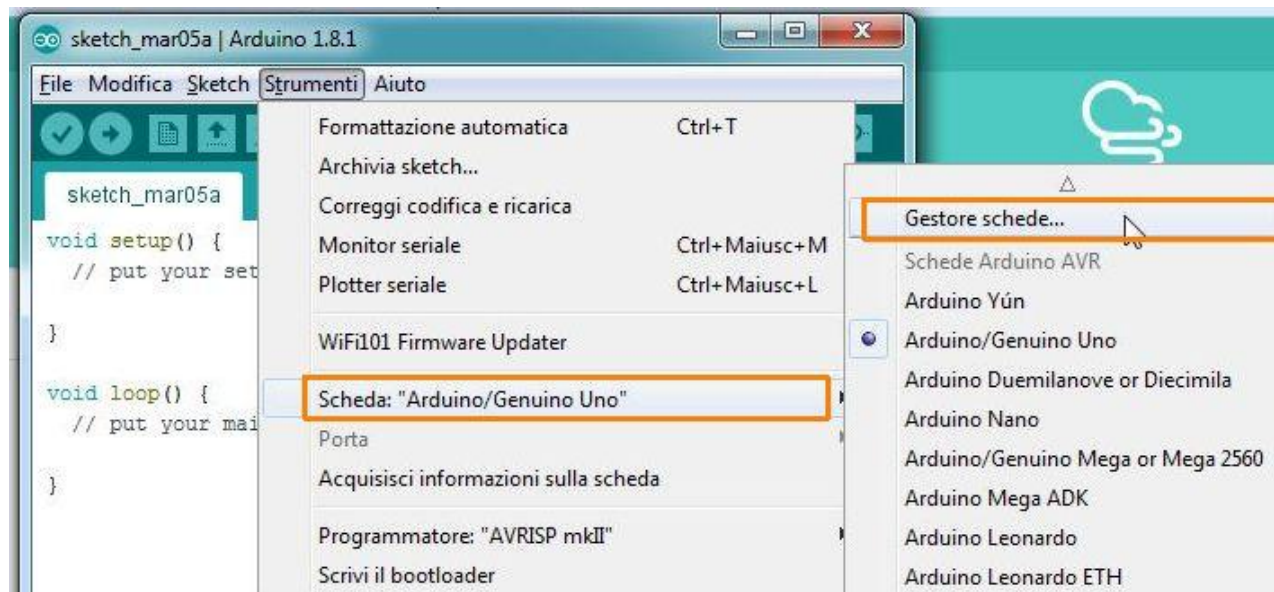 sketch_mar05a | Arduino 1.8.1
File Modifica Sketch Strumenti Aiuto
sketch_mar05a
void setup() {
// put your set
}
void loop() {
// put your mai
}
Formattazione automatica Ctrl+T
Archivia sketch...
Correggi codifica e ricarica
Monitor seriale Ctrl+Maiusc+M
Plotter seriale Ctrl+Maiusc+L
WiFi101 Firmware Updater
Scheda: "Arduino/Genuino Uno"
Porta
Acquisisci informazioni sulla scheda
Programmatore: "AVRISP mkII"
Scrivi il bootloader
Gestore schede...
Schede Arduino AVR
Arduino Yún
Arduino/Genuino Uno
Arduino Duemilanove or Diecimila
Arduino Nano
Arduino/Genuino Mega or Mega 2560
Arduino Mega ADK
Arduino Leonardo
Arduino Leonardo ETH